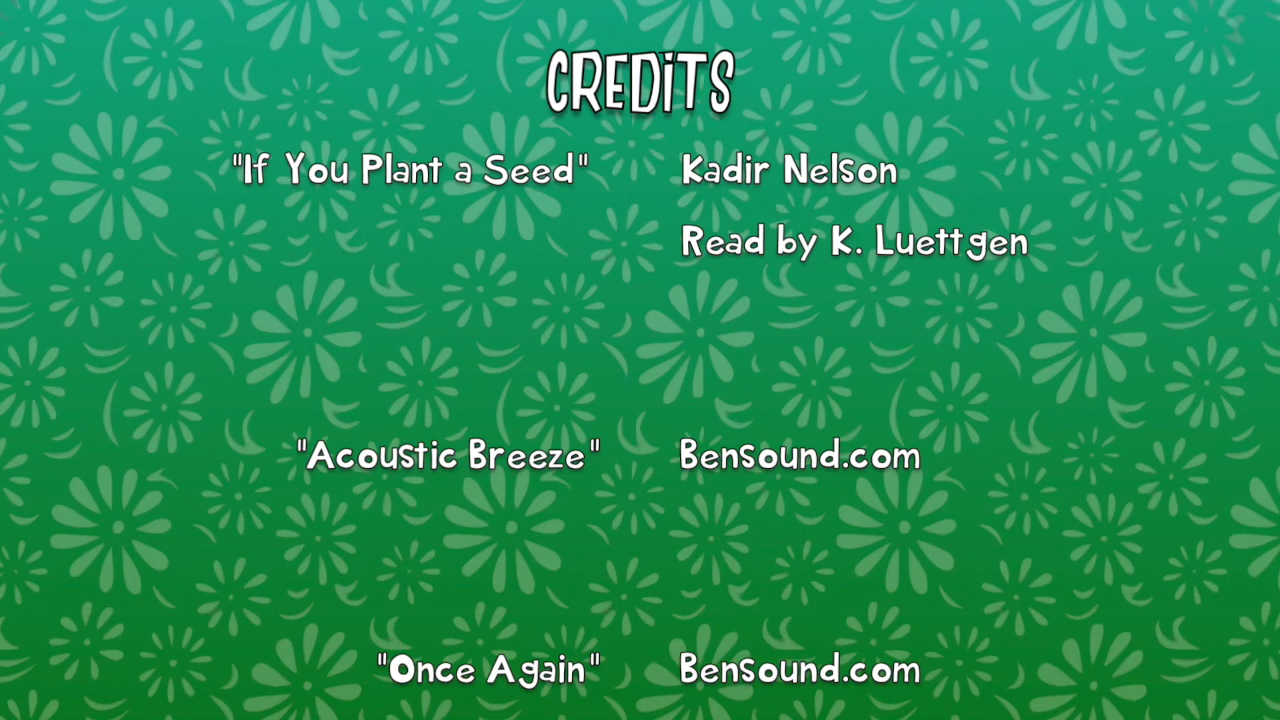 CREDiTS
"If You Plant a Seed" Kadir Nelson
Read by K. Luettgen
"Acoustic Breeze" Bensound.com
"Once Again" Bensound.com